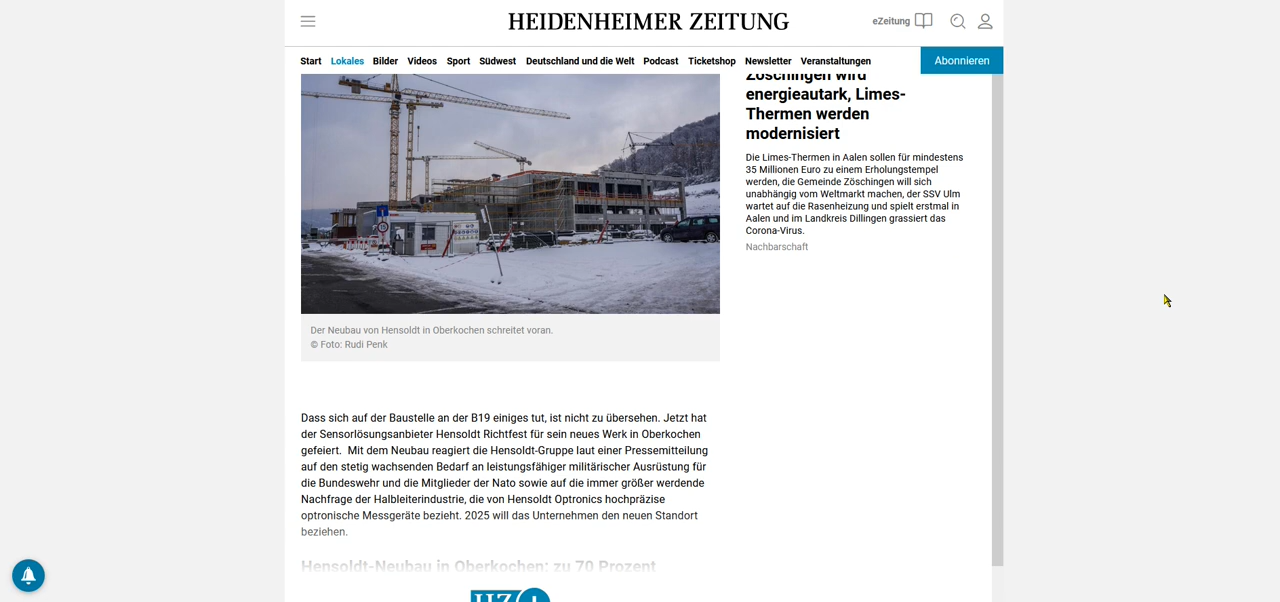 HEIDENHEIMER ZEITUNG
eZeitung
Start Lokales Bilder Videos Sport Südwest Deutschland und die Welt Podcast Ticketshop Newsletter Veranstaltungen
Abonnieren
Zöschingen wird
energieautark, Limes-
Thermen werden
modernisiert
Die Limes-Thermen in Aalen sollen für mindestens
35 Millionen Euro zu einem Erholungstempel
werden, die Gemeinde Zöschingen will sich
unabhängig vom Weltmarkt machen, der SSV Ulm
wartet auf die Rasenheizung und spielt erstmal in
Aalen und im Landkreis Dillingen grassiert das
Corona-Virus.
Nachbarschaft
Der Neubau von Hensoldt in Oberkochen schreitet voran.
© Foto: Rudi Penk
Dass sich auf der Baustelle an der B19 einiges tut, ist nicht zu übersehen. Jetzt hat
der Sensorlösungsanbieter Hensoldt Richtfest für sein neues Werk in Oberkochen
gefeiert. Mit dem Neubau reagiert die Hensoldt-Gruppe laut einer Pressemitteilung
auf den stetig wachsenden Bedarf an leistungsfähiger militärischer Ausrüstung für
die Bundeswehr und die Mitglieder der Nato sowie auf die immer größer werdende
Nachfrage der Halbleiterindustrie, die von Hensoldt Optronics hochpräzise
optronische Messgeräte bezieht. 2025 will das Unternehmen den neuen Standort
beziehen.
Hensoldt-Neubau in Oberkochen: zu 70 Prozent
HZ+